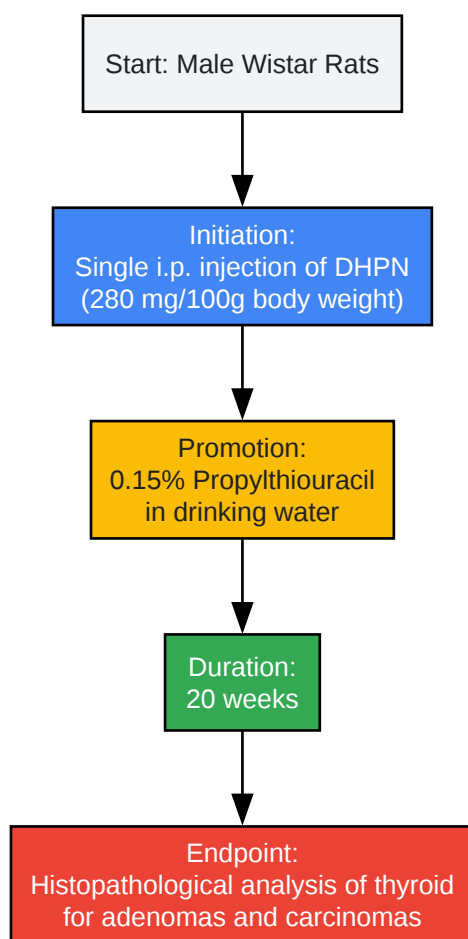 Start: Male Wistar Rats
Initiation:
Single i.p. injection of DHPN
(280 mg/100g body weight)
Promotion:
0.15% Propylthiouracil
in drinking water
Duration:
20 weeks
Endpoint:
Histopathological analysis of thyroid
for adenomas and carcinomas